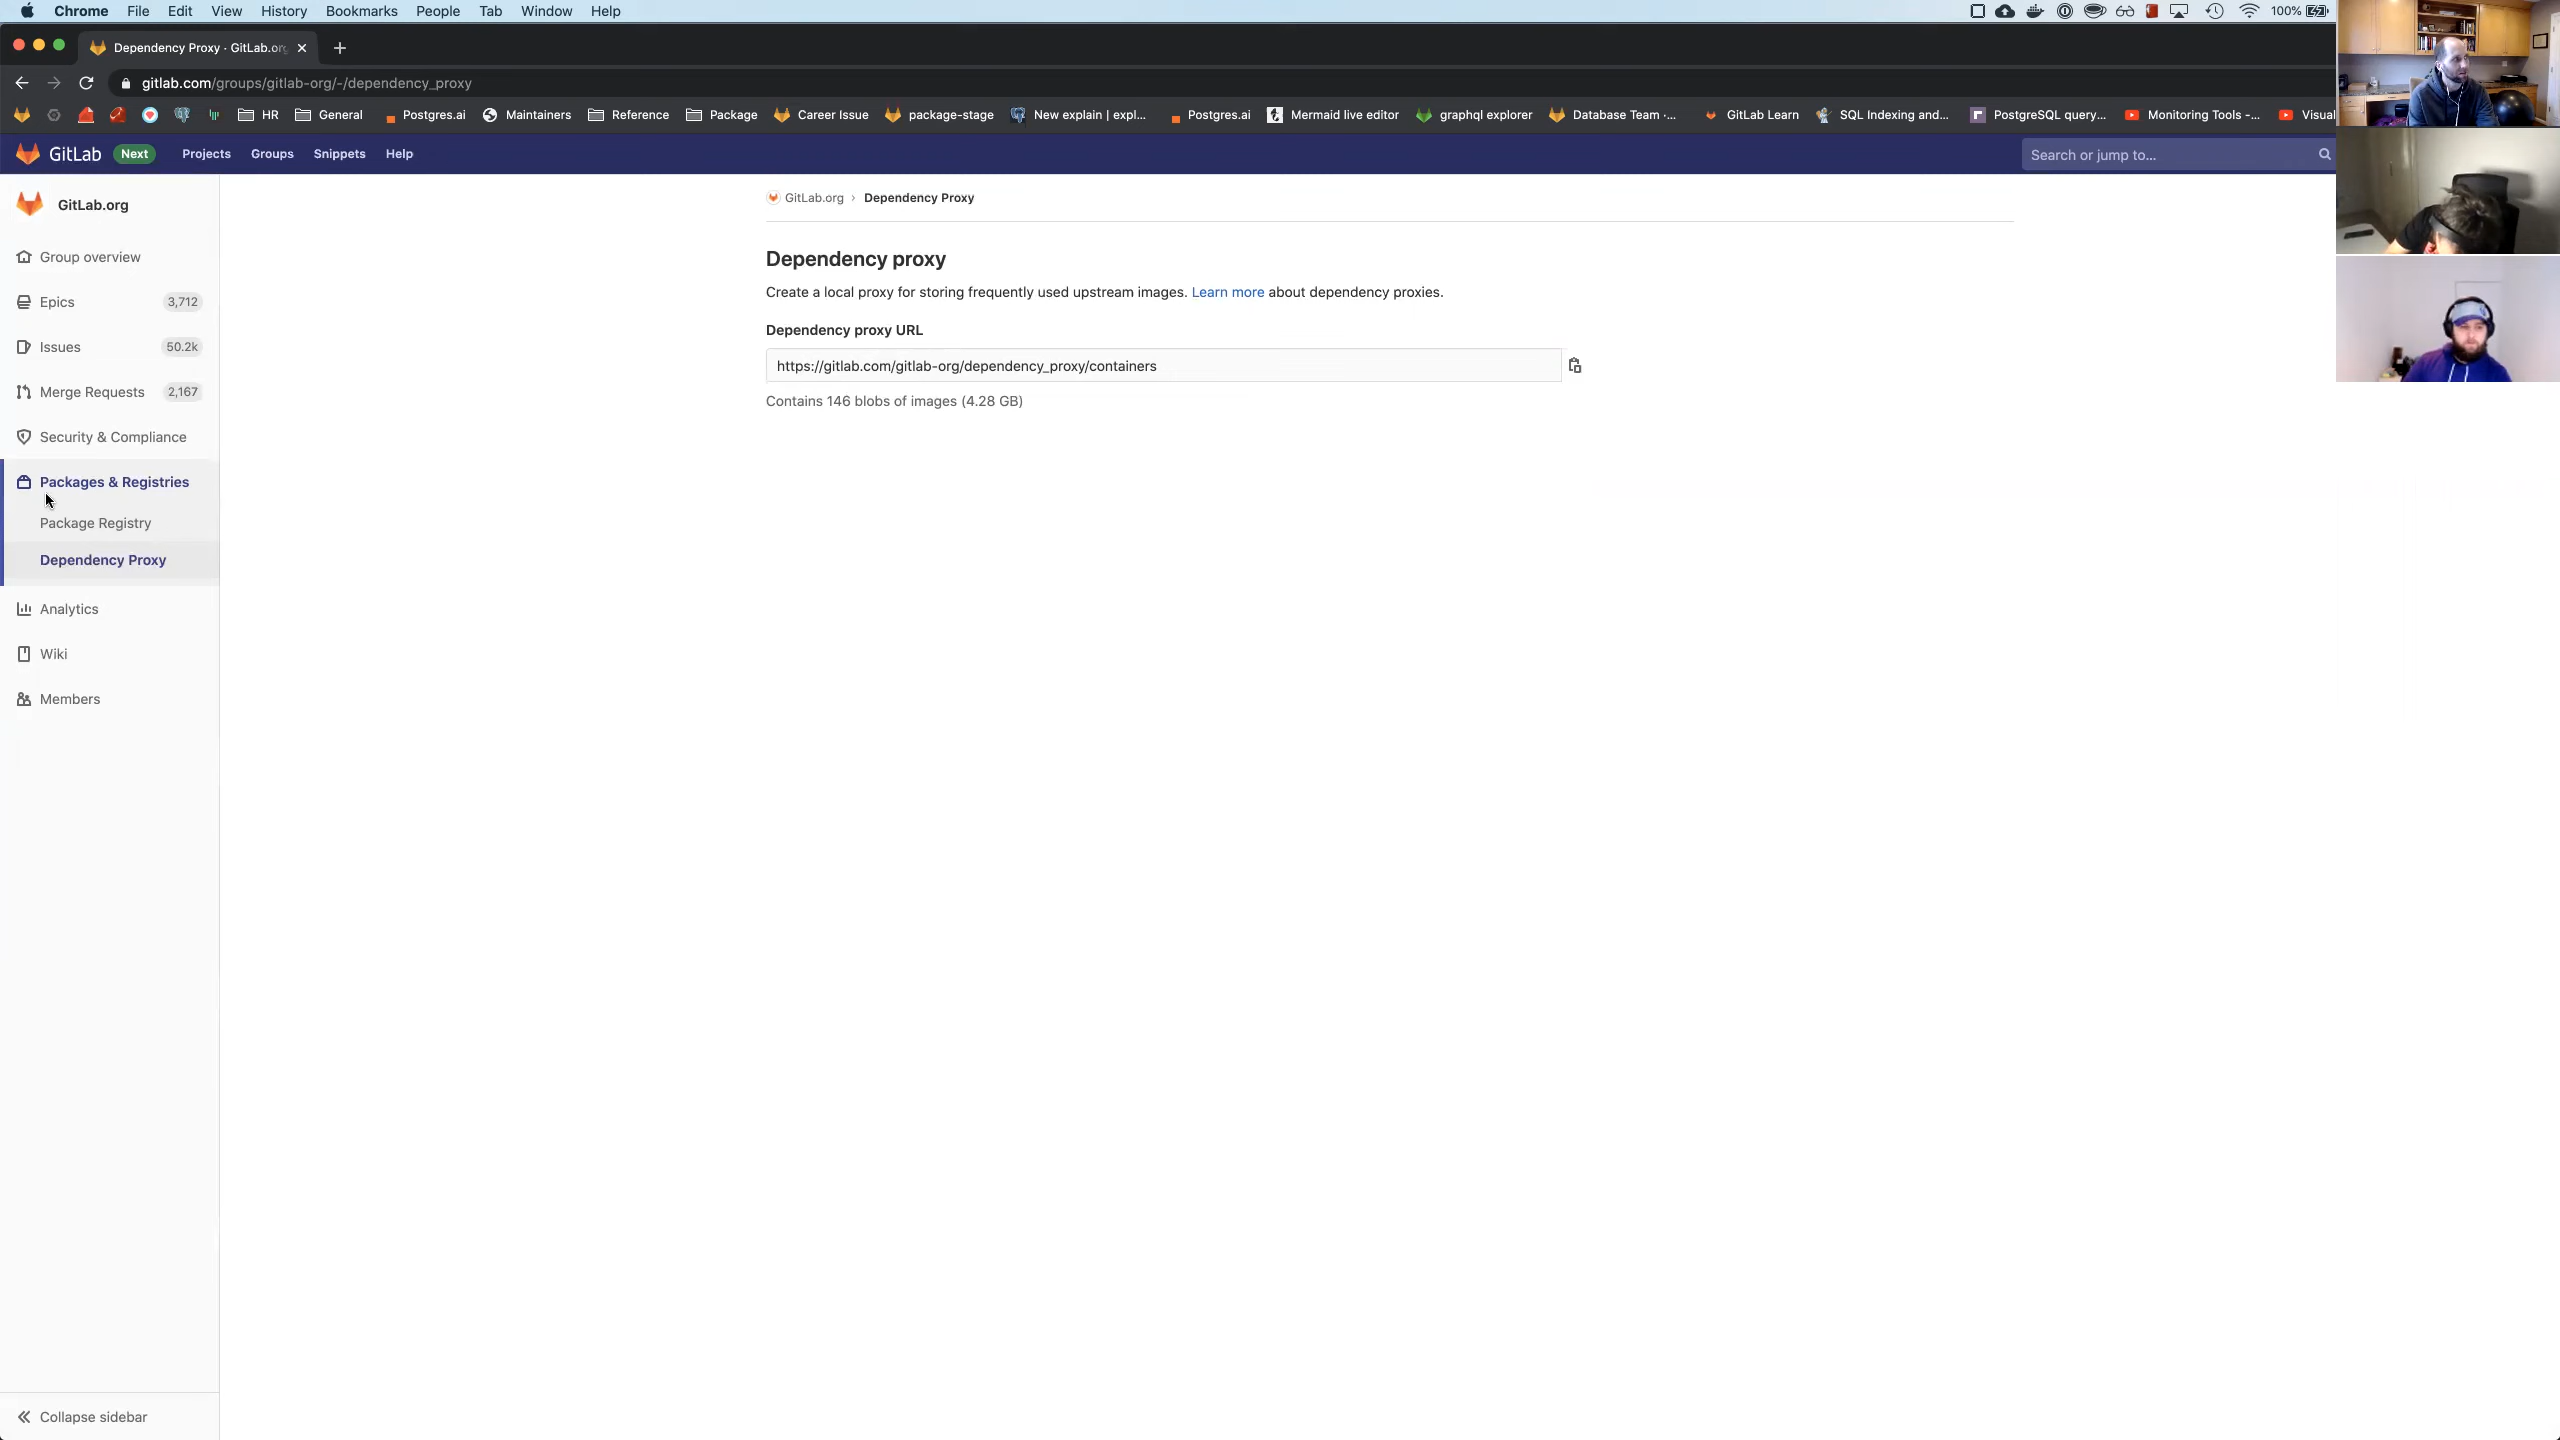 Chrome File Edit View History Bookmarks People Tab Window Help 100%
Dependency Proxy · GitLab.or
gitlab.com/groups/gitlab-org/-/dependency_proxy
HR General Postgres.ai Maintainers Reference Package Career Issue package-stage New explain | expl... Postgres.ai Mermaid live editor graphql explorer Database Team ·... GitLab Learn SQL Indexing and... PostgreSQL query... Monitoring Tools -... Visual
GitLab Next Projects Groups Snippets Help Search or jump to...
GitLab.org
Group overview
Epics 3,712
Issues 50.2k
Merge Requests 2,167
Security & Compliance
Packages & Registries
Package Registry
Dependency Proxy
Analytics
Wiki
Members
Collapse sidebar
GitLab.org › Dependency Proxy
Dependency proxy
Create a local proxy for storing frequently used upstream images. Learn more about dependency proxies.
Dependency proxy URL
https://gitlab.com/gitlab-org/dependency_proxy/containers
Contains 146 blobs of images (4.28 GB)